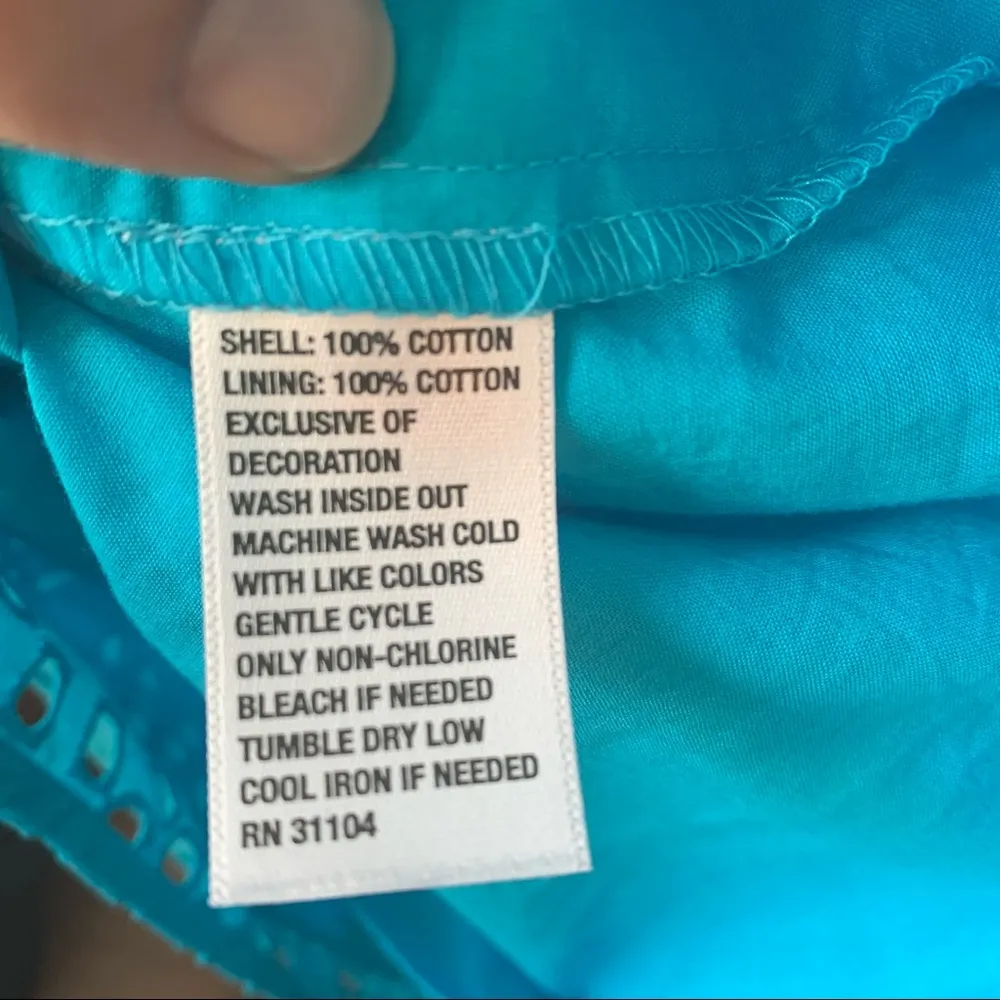 SHELL: 100% COTTON
LINING: 100% COTTON
EXCLUSIVE OF
DECORATION
WASH INSIDE OUT
MACHINE WASH COLD
WITH LIKE COLORS
GENTLE CYCLE
ONLY NON-CHLORINE
BLEACH IF NEEDED
TUMBLE DRY LOW
COOL IRON IF NEEDED
RN 31104